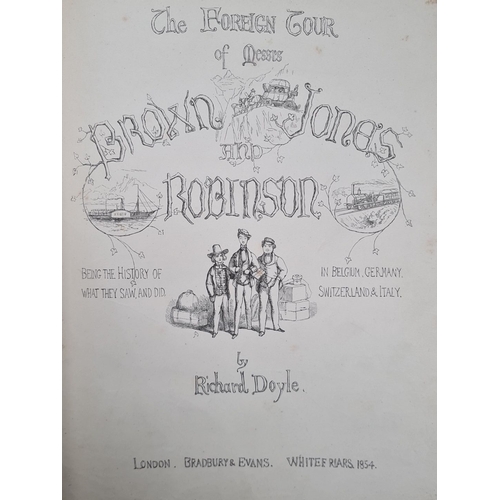 The Foreign Tour
of Messrs
Brown Jones
and
Robinson
Being the History of
what they saw, and did,
in Belgium, Germany,
Switzerland & Italy.
by
Richard Doyle.
London. Bradbury & Evans. Whitefriars. 1854.